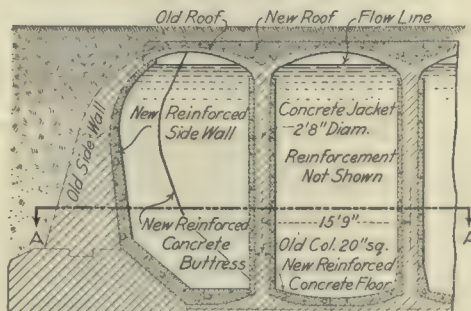 Old Roof New Roof Flow Line
Old Side Wall
New Reinforced
Side Wall
New Reinforced
Concrete
Buttress
Concrete Jacket
2'8" Diam.
Reinforcement
Not Shown
15'9"
Old Col. 20"sq.
New Reinforced
Concrete Floor
A A